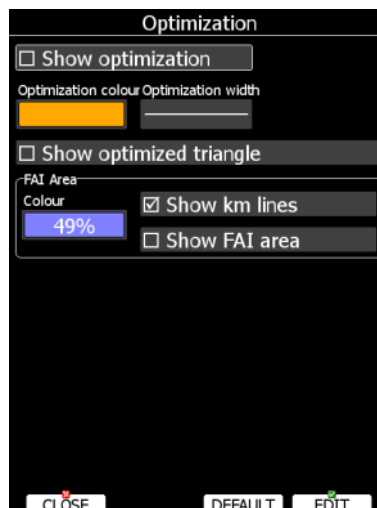 Optimization
Show optimization
Optimization colour Optimization width
Show optimized triangle
FAI Area
Colour
Show km lines
49%
Show FAI area
CLOSE DEFAULT EDIT